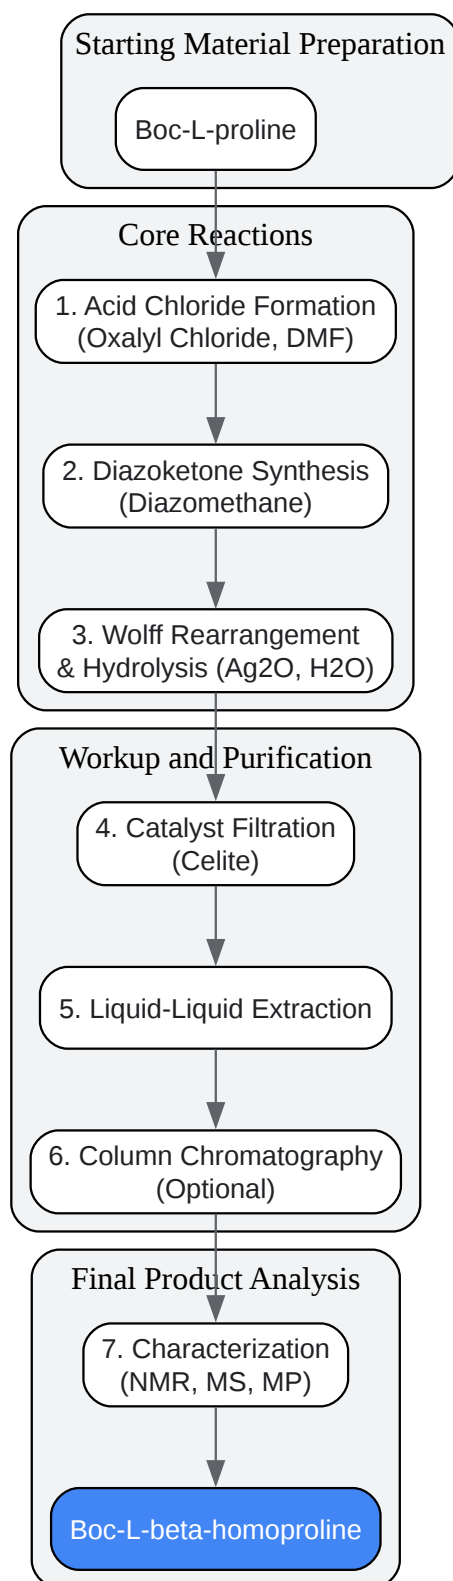 Starting Material Preparation
Boc-L-proline
Core Reactions
1. Acid Chloride Formation
(Oxalyl Chloride, DMF)
2. Diazoketone Synthesis
(Diazomethane)
3. Wolff Rearrangement
& Hydrolysis (Ag2O, H2O)
Workup and Purification
4. Catalyst Filtration
(Celite)
5. Liquid-Liquid Extraction
6. Column Chromatography
(Optional)
Final Product Analysis
7. Characterization
(NMR, MS, MP)
Boc-L-beta-homoproline